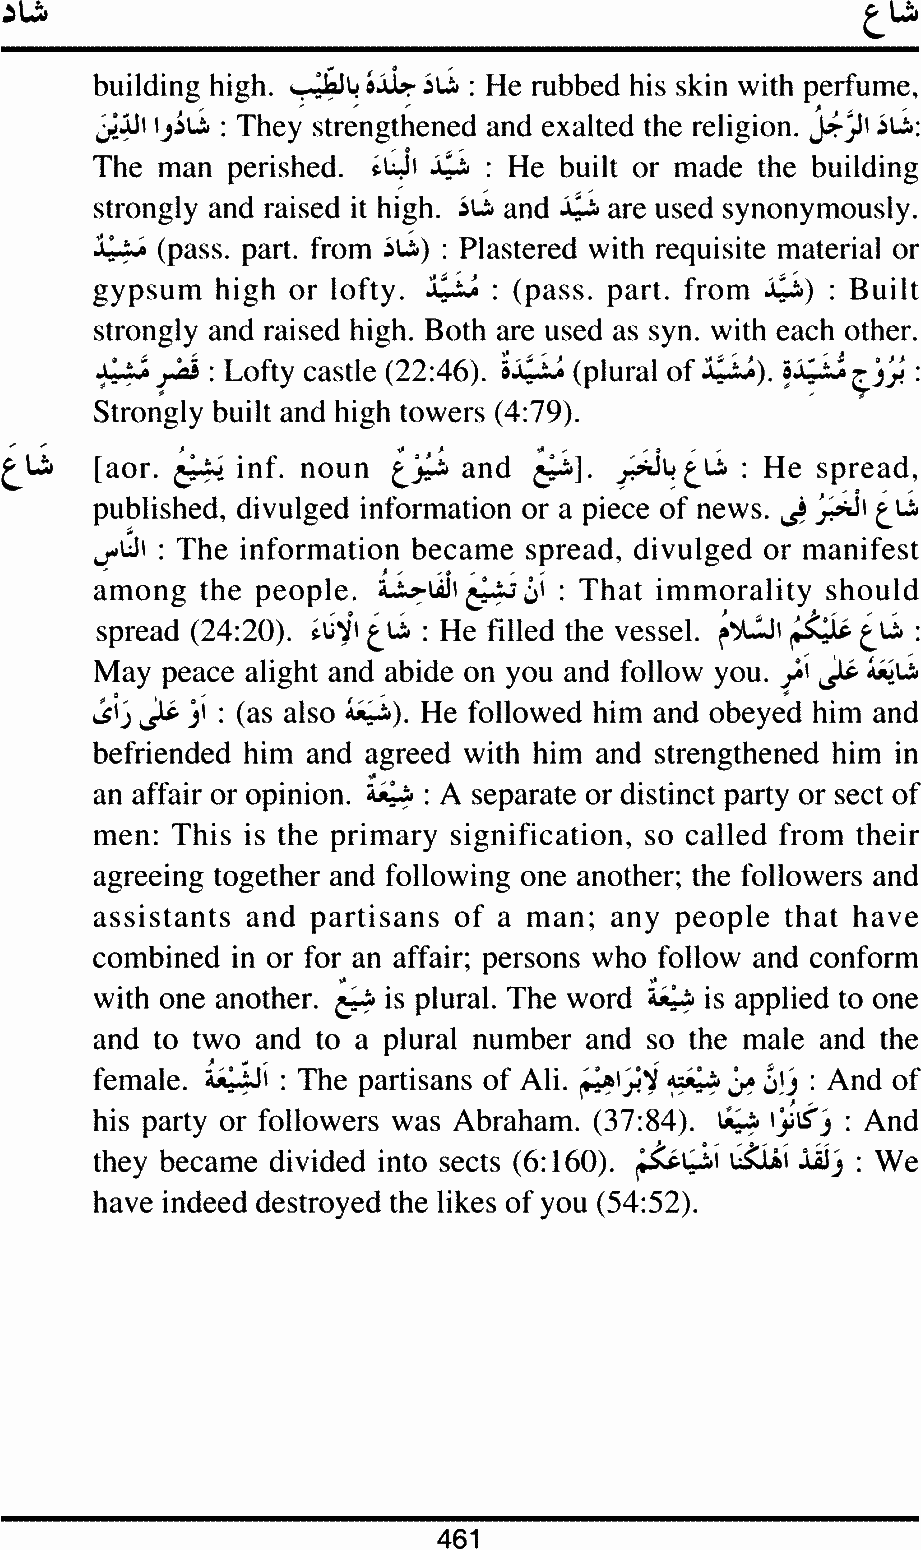 شاد شاع
building high. شَادَ جِلْدَهُ بِالطِّيْبِ : He rubbed his skin with perfume,
شَادُوا الدِّيْنَ : They strengthened and exalted the religion. شَادَ الرَّجُلُ:
The man perished. شَيَّدَ الْبِنَاءَ : He built or made the building
strongly and raised it high. شَادَ and شَيَّدَ are used synonymously.
مَشِيْدٌ (pass. part. from شَادَ) : Plastered with requisite material or
gypsum high or lofty. مُشَيَّدٌ : (pass. part. from شَيَّدَ) : Built
strongly and raised high. Both are used as syn. with each other.
قَصْرٍ مَّشِيْدٍ : Lofty castle (22:46). مُشَيَّدَةٌ (plural of مُشَيَّدٌ). بُرُوْجٍ مُّشَيَّدَةٍ :
Strongly built and high towers (4:79).
شَاعَ [aor. يَشِيْعُ inf. noun شُيُوْعٌ and شَيْعٌ]. شَاعَ بِالْخَبَرِ : He spread,
published, divulged information or a piece of news. شَاعَ الْخَبَرُ فِى
النَّاسِ : The information became spread, divulged or manifest
among the people. اَنْ تَشِيْعَ الْفَاحِشَةُ : That immorality should
spread (24:20). شَاعَ الْاِنَاءَ : He filled the vessel. شَاعَ عَلَيْكُمُ السَّلَامُ :
May peace alight and abide on you and follow you. شَايَعَهُ عَلٰى اَمْرٍ
اَوْ عَلٰى رَأْىٍ : (as also شَيَّعَهُ). He followed him and obeyed him and
befriended him and agreed with him and strengthened him in
an affair or opinion. شِيْعَةٌ : A separate or distinct party or sect of
men: This is the primary signification, so called from their
agreeing together and following one another; the followers and
assistants and partisans of a man; any people that have
combined in or for an affair; persons who follow and conform
with one another. شِيَعٌ is plural. The word شِيْعَةٌ is applied to one
and to two and to a plural number and so the male and the
female. اَلشِّيْعَةُ : The partisans of Ali. وَاِنَّ مِنْ شِيْعَتِهٖ لَاِبْرَاهِيْمَ : And of
his party or followers was Abraham. (37:84). وَكَانُوْا شِيَعًا : And
they became divided into sects (6:160). وَلَقَدْ اَهْلَكْنَا اَشْيَاعَكُمْ : We
have indeed destroyed the likes of you (54:52).
461